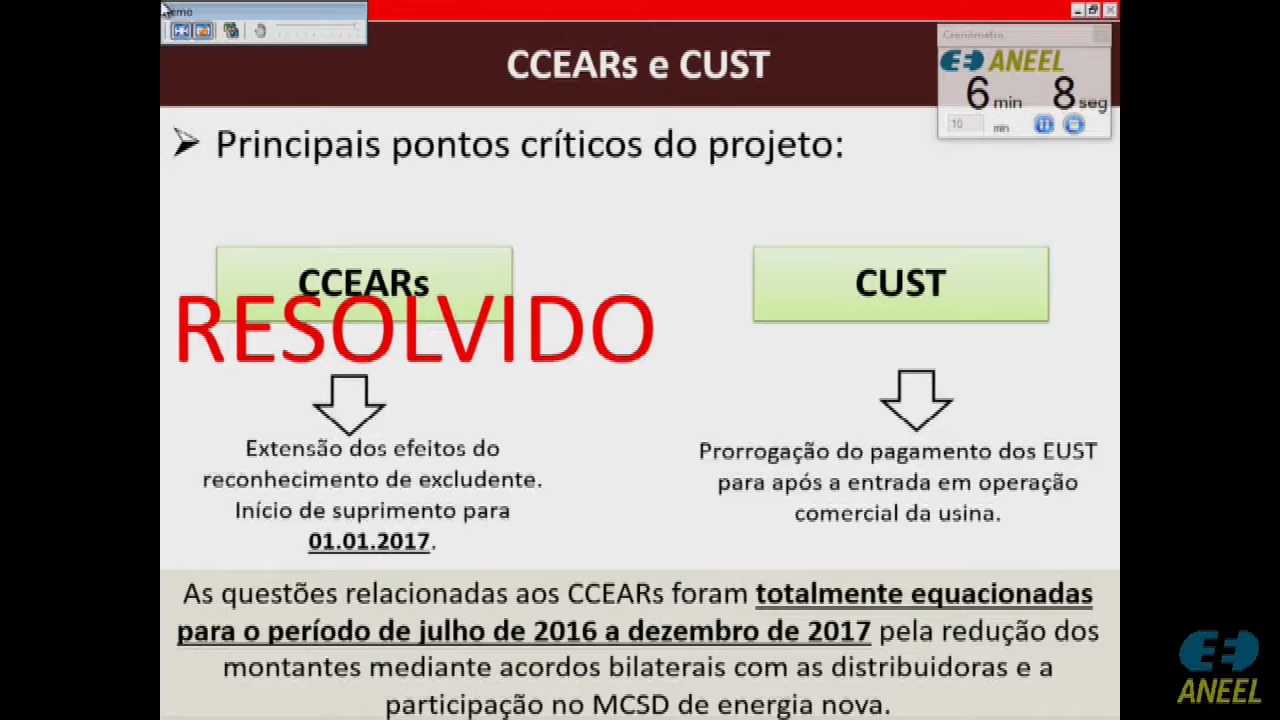 CCEARs e CUST
Cronômetro
ANEEL
6 min 8 seg
10 min
Principais pontos críticos do projeto:
CCEARs
CUST
RESOLVIDO
Extensão dos efeitos do
reconhecimento de excludente.
Início de suprimento para
01.01.2017.
Prorrogação do pagamento dos EUST
para após a entrada em operação
comercial da usina.
As questões relacionadas aos CCEARs foram totalmente equacionadas
para o período de julho de 2016 a dezembro de 2017 pela redução dos
montantes mediante acordos bilaterais com as distribuidoras e a
participação no MCSD de energia nova.
ANEEL